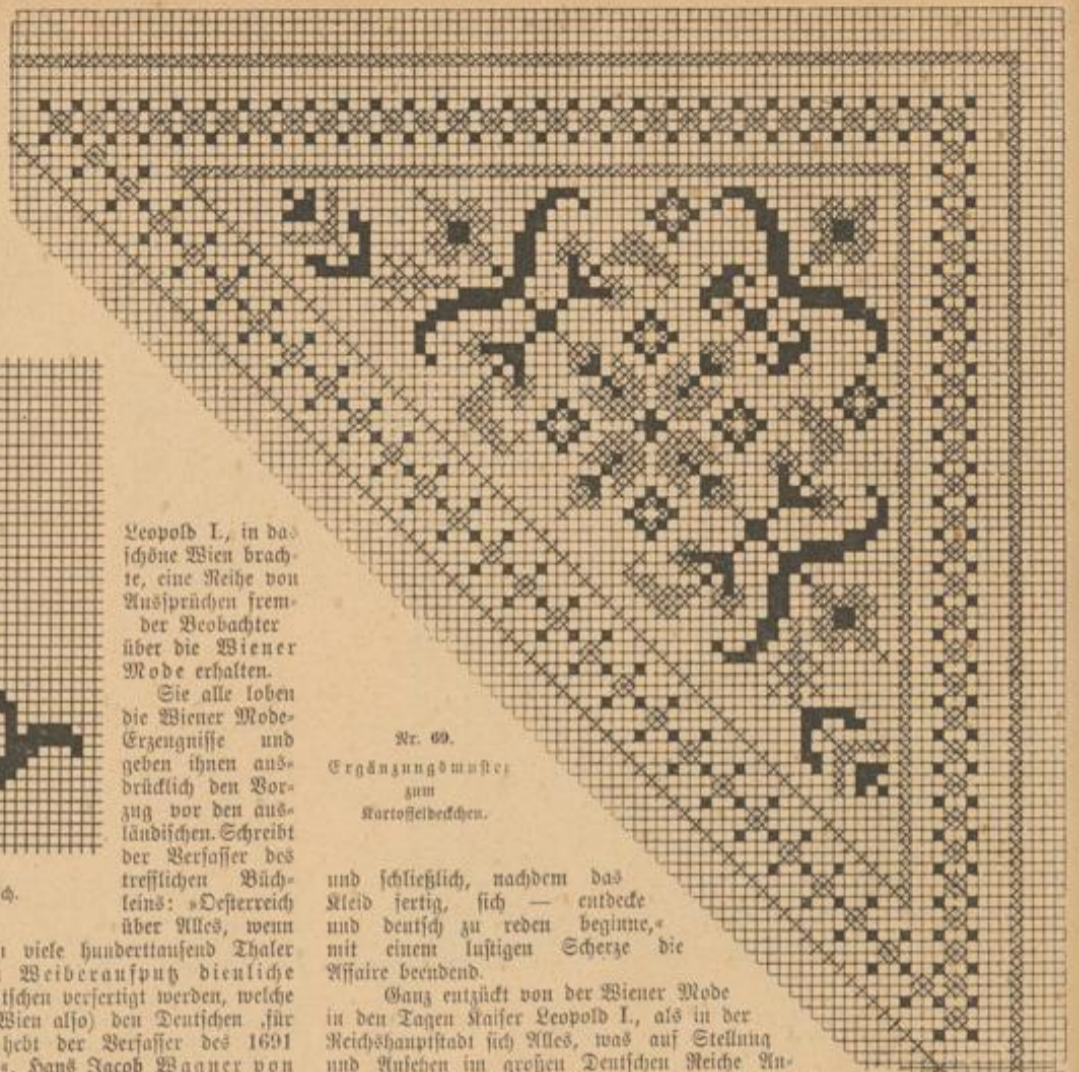 Leopold I., in das
schöne Wien brach-
te, eine Reihe von
Aussprüchen frem-
der Beobachter
über die Wiener
Mode erhalten.
Sie alle loben
die Wiener Mode-
Erzeugnisse und
geben ihnen aus-
drücklich den Vor-
zug vor den aus-
ländischen. Schreibt
der Verfasser des
trefflichen Büch-
leins: »Oesterreich
über Alles, wenn
viele hunderttausend Thaler
Weiberaufputz dienliche
tschen verfertigt werden, welche
Wien also) den Deutschen ‚für
hebt der Verfasser des 1691
«, Hans Jacob Wagner von
Nr. 69.
Ergänzungsmuster
zum
Kartoffeldeckchen.
und schließlich, nachdem das
Kleid fertig, sich — entdecke
und deutsch zu reden beginne,«
mit einem lustigen Scherze die
Affaire beendend.
Ganz entzückt von der Wiener Mode
in den Tagen Kaiser Leopold I., als in der
Reichshauptstadt sich Alles, was auf Stellung
und Ansehen im großen Deutschen Reiche An-